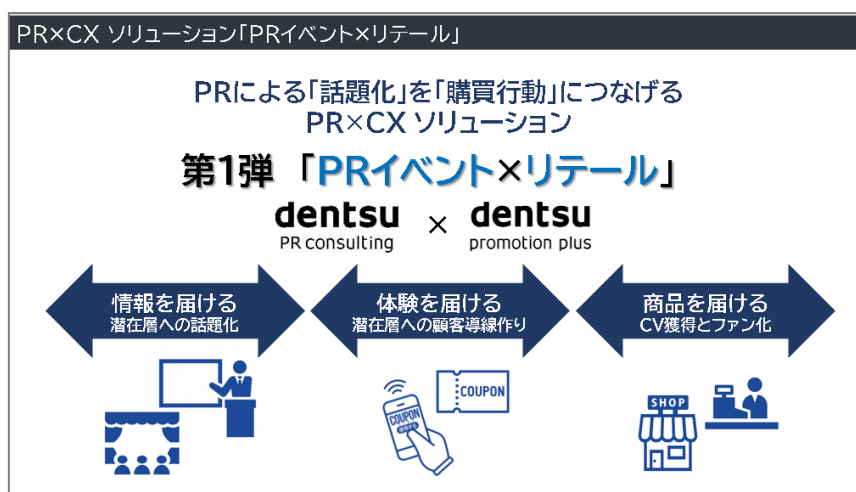 PR×CX ソリューション「PRイベント×リテール」
PRによる「話題化」を「購買行動」につなげる
PR×CX ソリューション
第1弾 「PRイベント×リテール」
dentsu × dentsu
PR consulting promotion plus
情報を届ける
潜在層への話題化
体験を届ける
潜在層への顧客導線作り
商品を届ける
CV獲得とファン化
COUPON
COUPON
SHOP